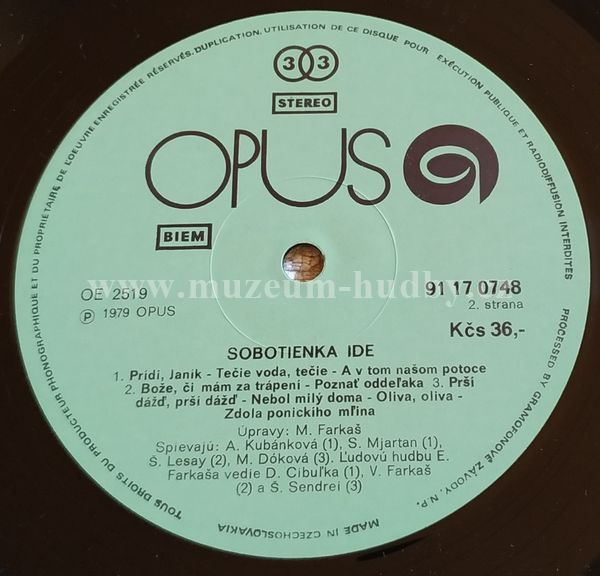 TOUS DROITS DU PRODUCTEUR PHONOGRAPHIQUE ET DU PROPRIÉTAIRE DE L'OEUVRE ENREGISTRÉE RÉSERVÉS. DUPLICATION, UTILISATION DE CE DISQUE POUR EXÉCUTION PUBLIQUE ET RADIODIFFUSION INTERDITES
33
STEREO
OPUS
BIEM
www.muzeum-hudby.cz
OE 2519
91 17 0748
Ⓟ 1979 OPUS
2. strana
Kčs 36,-
SOBOTIENKA IDE
1. Prídi, Janík - Tečie voda, tečie - A v tom našom potoce
2. Bože, či mám za trápeni - Poznať oddeľaka 3. Prší
dážď, prší dážď - Nebol milý doma - Oliva, oliva -
Zdola ponického mľina
Úpravy: M. Farkaš
Spievajú: A. Kubánková (1), S. Mjartan (1),
Š. Lesay (2), M. Dóková (3). Ľudovú hudbu E.
Farkaša vedie D. Cibuľka (1), V. Farkaš
(2) a Š. Sendrei (3)
PROCESSED BY GRAMOFONOVÉ ZÁVODY, N.P.
MADE IN CZECHOSLOVAKIA